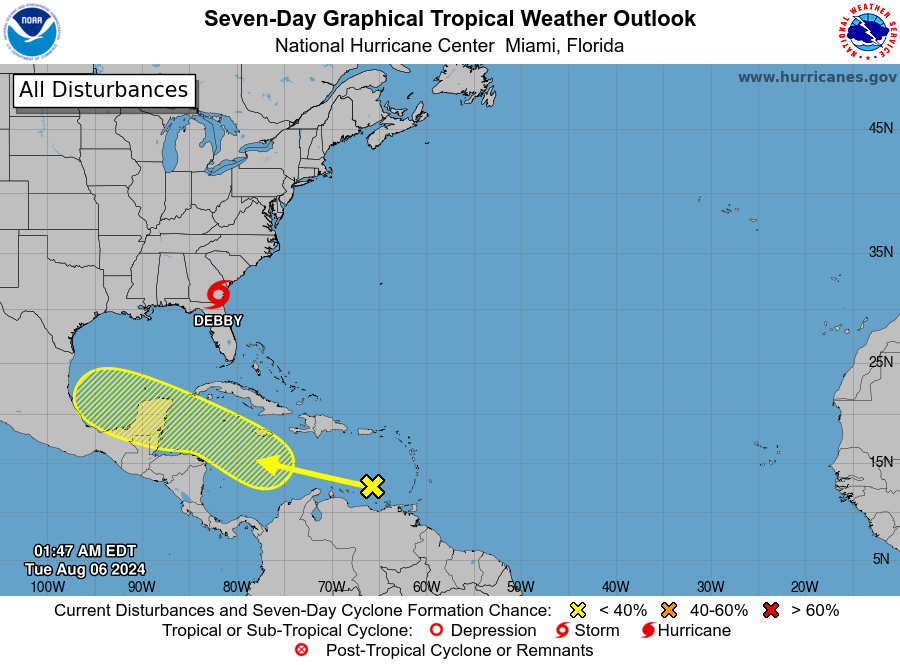 Seven-Day Graphical Tropical Weather Outlook
National Hurricane Center Miami, Florida
NOAA
NATIONAL WEATHER SERVICE
All Disturbances
www.hurricanes.gov
45N
35N
DEBBY
25N
15N
01:47 AM EDT
Tue Aug 06 2024
5N
100W 90W 80W 70W 60W 50W 40W 30W 20W
Current Disturbances and Seven-Day Cyclone Formation Chance: < 40% 40-60% > 60%
Tropical or Sub-Tropical Cyclone: Depression Storm Hurricane
Post-Tropical Cyclone or Remnants